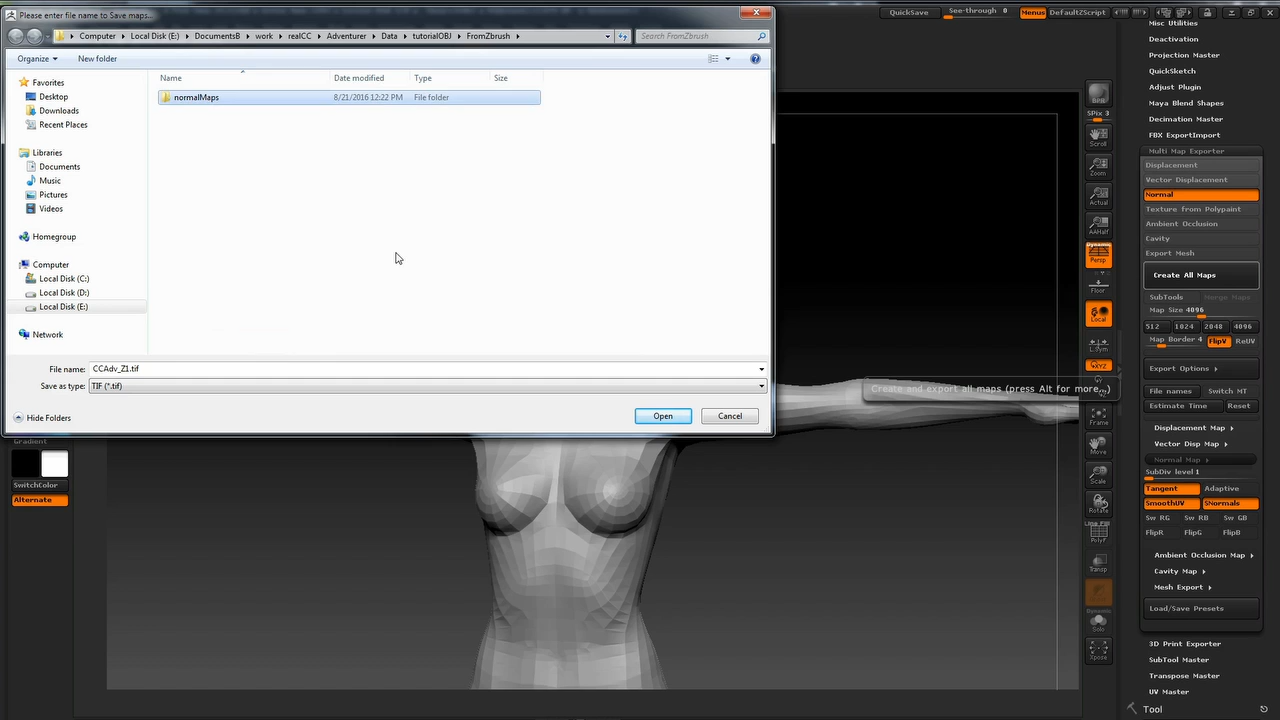 Please enter file name to Save maps...
Computer ▸ Local Disk (E:) ▸ DocumentsB ▸ work ▸ realCC ▸ Adventurer ▸ Data ▸ tutorialOBJ ▸ FromZbrush ▸
Search FromZbrush
Organize
New folder
Favorites
Desktop
Downloads
Recent Places
Libraries
Documents
Music
Pictures
Videos
Homegroup
Computer
Local Disk (C:)
Local Disk (D:)
Local Disk (E:)
Network
Name Date modified Type Size
normalMaps 8/21/2016 12:22 PM File folder
File name: CCAdv_Z1.tif
Save as type: TIF (*.tif)
Hide Folders
Open
Cancel
Gradient
SwitchColor
Alternate
QuickSave
See-through 0
Menus
DefaultZScript
BPR
SPix 3
Scroll
Zoom
Actual
AAHalf
Dynamic
Persp
Floor
Local
L.Sym
XYZ
Frame
Move
Scale
Rotate
Line Fill
PolyF
Transp
Dynamic
Solo
Xpose
Create and export all maps (press Alt for more...)
Misc Utilities
Deactivation
Projection Master
QuickSketch
Adjust Plugin
Maya Blend Shapes
Decimation Master
FBX ExportImport
Multi Map Exporter
Displacement
Vector Displacement
Normal
Texture from Polypaint
Ambient Occlusion
Cavity
Export Mesh
Create All Maps
SubTools Merge Maps
Map Size 4096
512 1024 2048 4096
Map Border 4 FlipV ReUV
Export Options
File names Switch MT
Estimate Time Reset
Displacement Map
Vector Disp Map
Normal Map
SubDiv level 1
Tangent Adaptive
SmoothUV SNormals
Sw RG Sw RB Sw GB
FlipR FlipG FlipB
Ambient Occlusion Map
Cavity Map
Mesh Export
Load/Save Presets
3D Print Exporter
SubTool Master
Transpose Master
UV Master
Tool